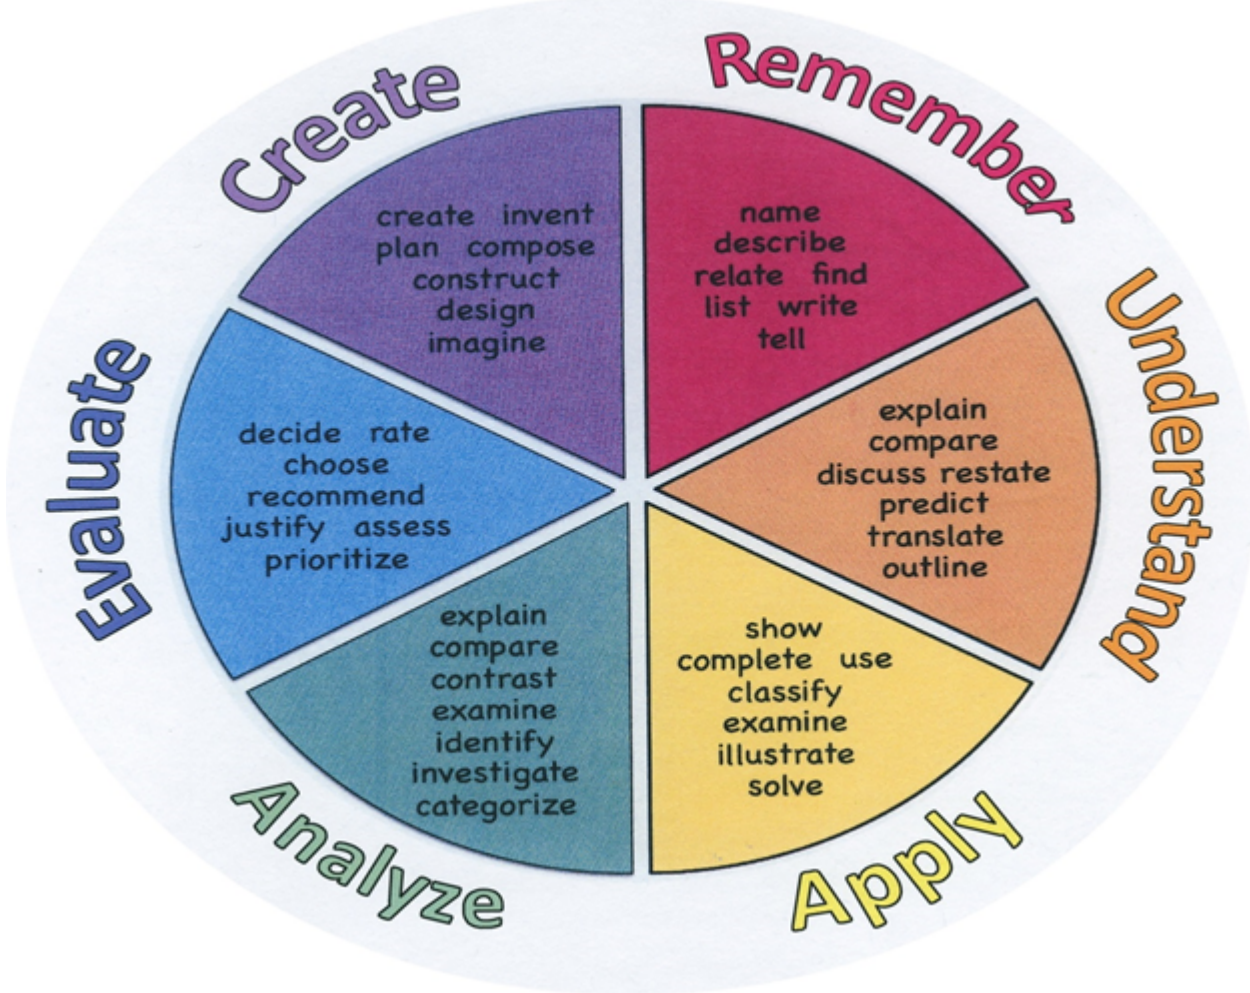 Create
create invent
plan compose
construct
design
imagine
Remember
name
describe
relate find
list write
tell
Understand
explain
compare
discuss restate
predict
translate
outline
Apply
show
complete use
classify
examine
illustrate
solve
Analyze
explain
compare
contrast
examine
identify
investigate
categorize
Evaluate
decide rate
choose
recommend
justify assess
prioritize